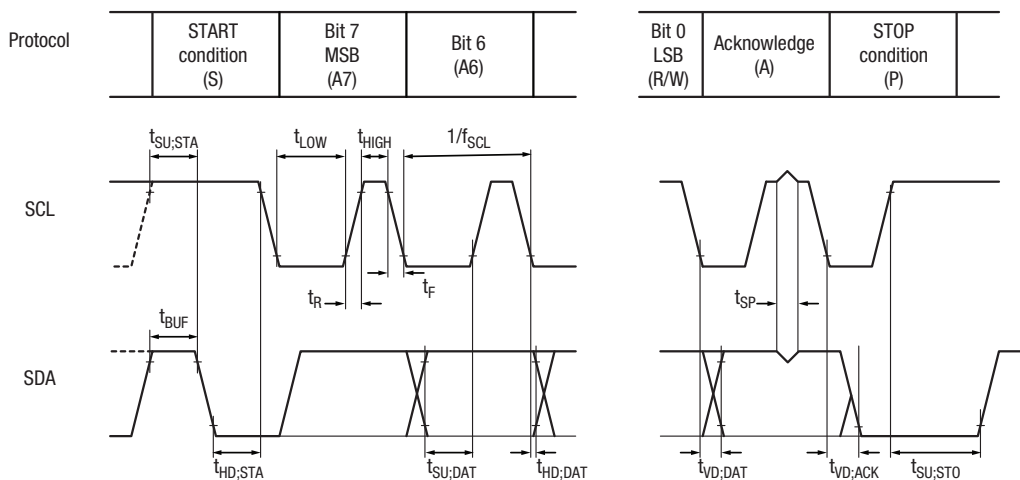 Protocol
START
condition
(S)
Bit 7
MSB
(A7)
Bit 6
(A6)
Bit 0
LSB
(R/W)
Acknowledge
(A)
STOP
condition
(P)
tSU;STA
tLOW
tHIGH
1/fSCL
SCL
tR
tF
tSP
tBUF
SDA
tHD;STA
tSU;DAT
tHD;DAT
tVD;DAT
tVD;ACK
tSU;STO